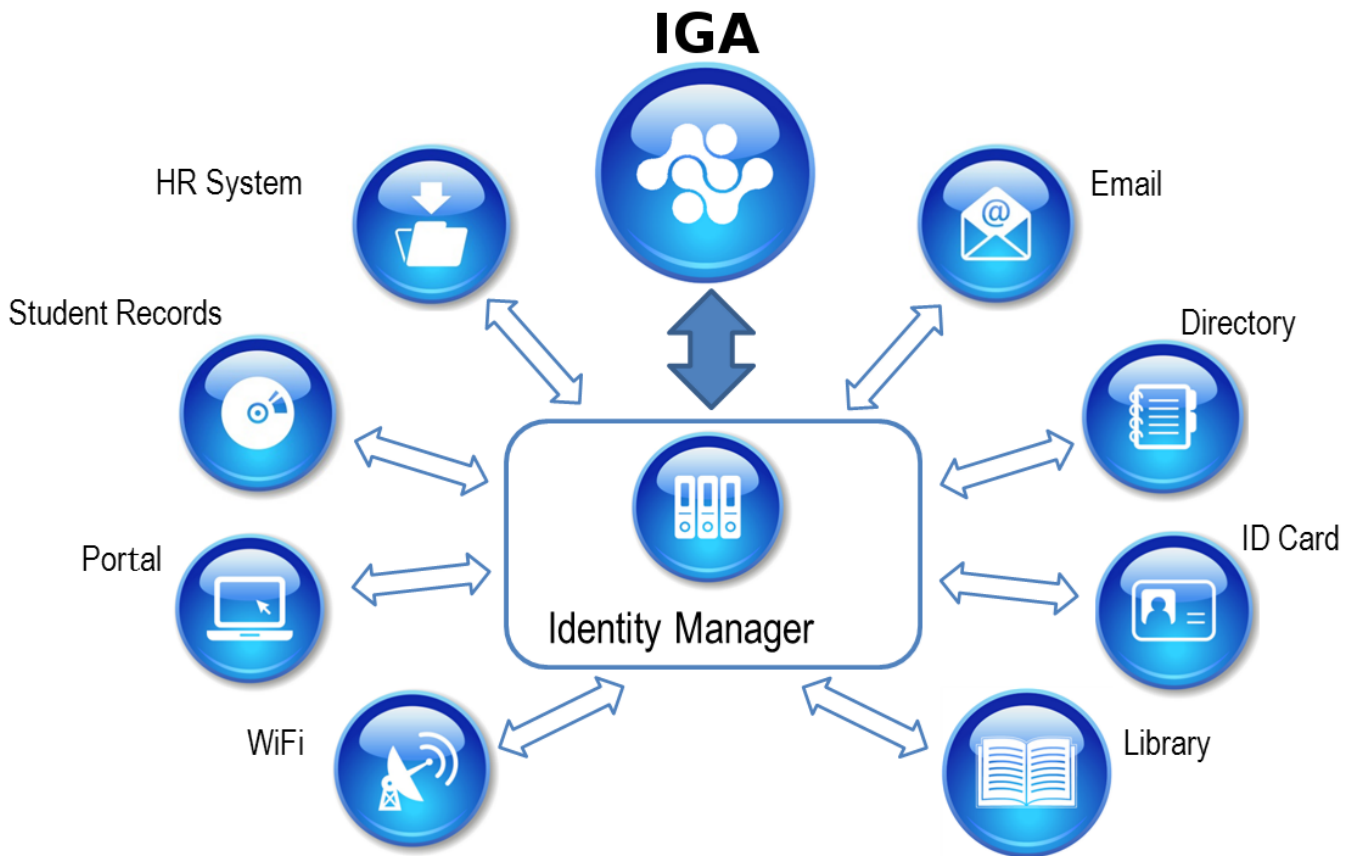 IGA
HR System
Email
Student Records
Directory
@
Portal
ID Card
Identity Manager
WiFi
Library